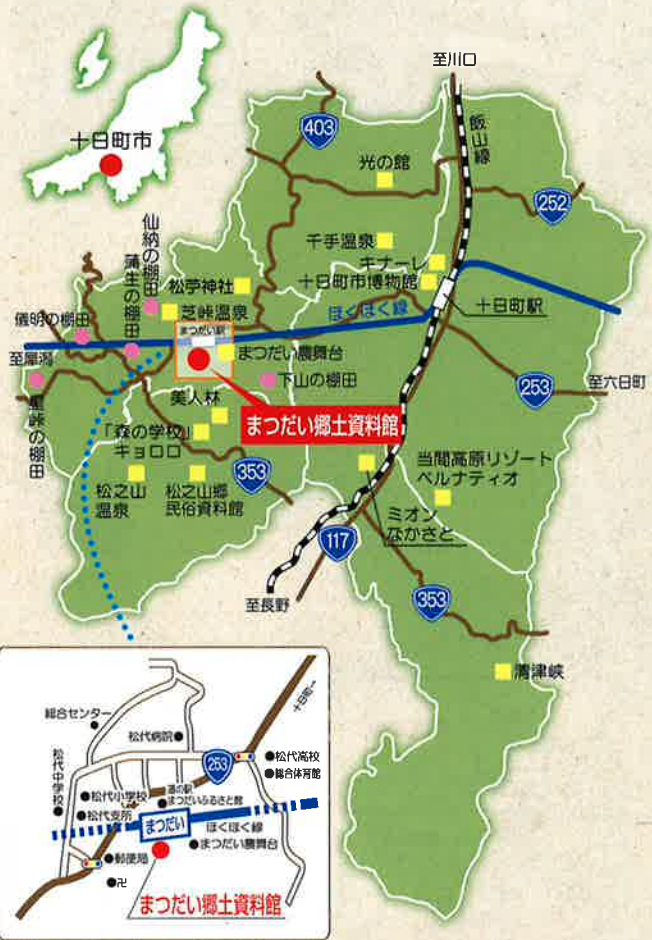 至川口
飯山線
403
十日町市
光の館
252
仙納の棚田
蒲生の棚田
千手温泉
キナーレ
松苧神社
十日町市博物館
芝峠温泉
十日町駅
儀明の棚田
ほくほく線
まつだい駅
まつだい農舞台
至犀潟
下山の棚田
253
至六日町
星峠の棚田
美人林
まつだい郷土資料館
「森の学校」
キョロロ
353
当間高原リゾート
ベルナティオ
松之山
温泉
松之山郷
民俗資料館
ミオン
なかさと
117
至長野
353
清津峡
総合センター
十日町→
松代病院
253
松代高校
総合体育館
松代中学校
松代小学校
道の駅
まつだいふるさと館
松代支所
まつだい
ほくほく線
まつだい農舞台
郵便局
卍
まつだい郷土資料館